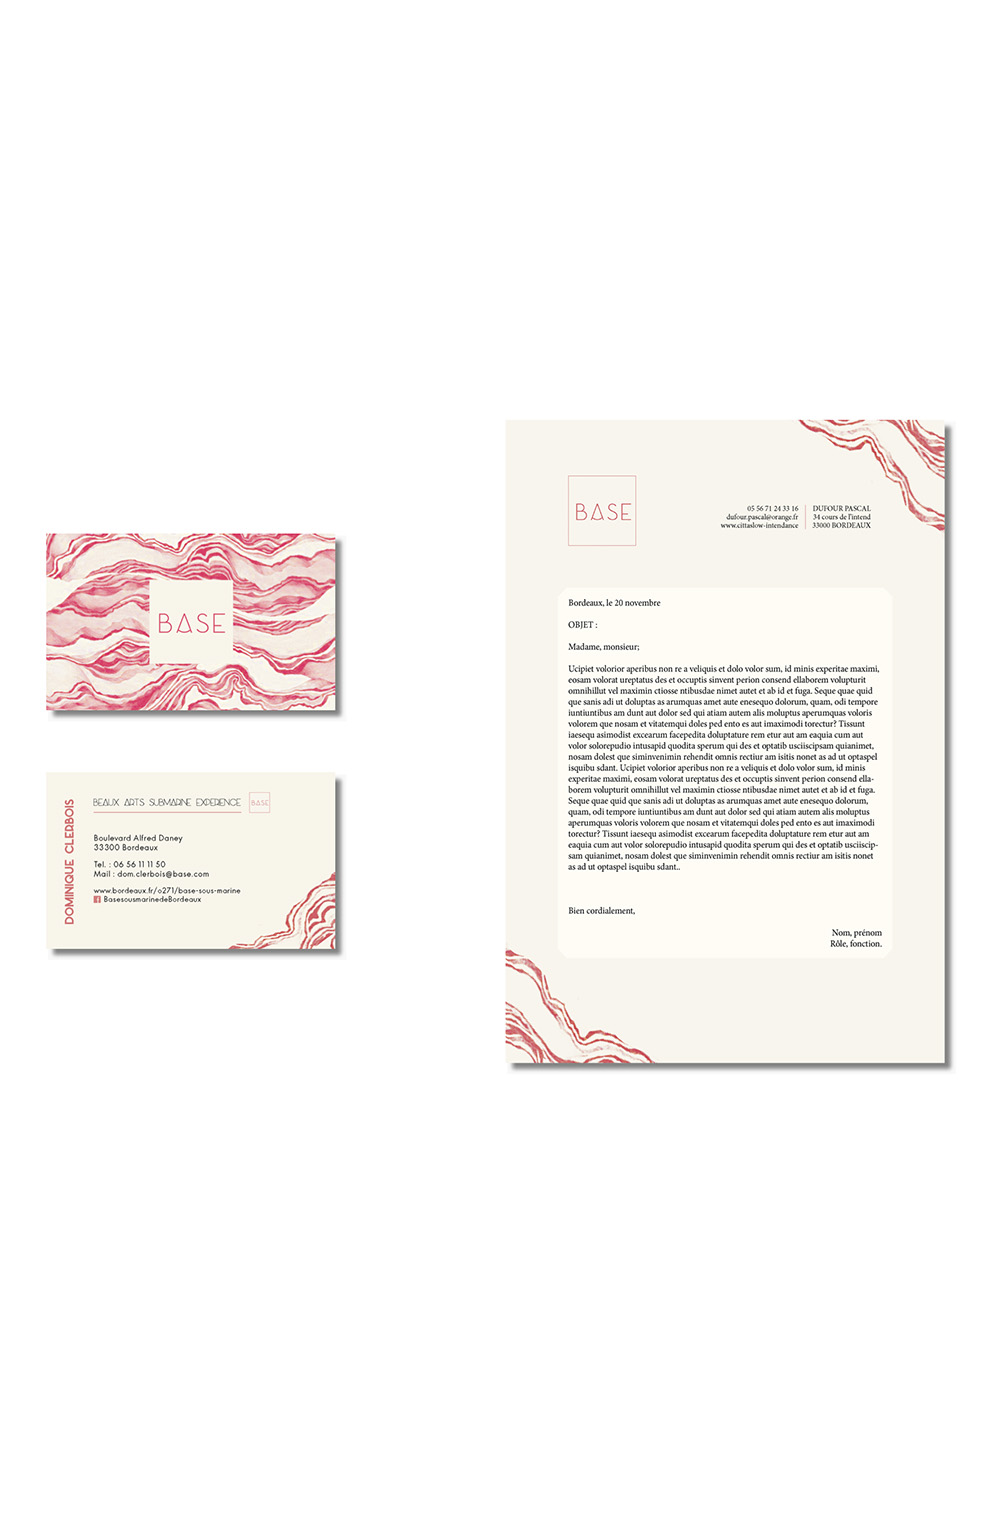 BASE
DOMINIQUE CLERBOIS
BEAUX ARTS SUBMARINE EXPERIENCE
BASE
Boulevard Alfred Daney
33300 Bordeaux
Tel. : 06 56 11 11 50
Mail : dom.clerbois@base.com
www.bordeaux.fr/o271/base-sous-marine
BasesousmarinedeBordeaux
BASE
05 56 71 24 33 16
dufour.pascal@orange.fr
www.cittaslow-intendance
DUFOUR PASCAL
34 cours de l'intend
33000 BORDEAUX
Bordeaux, le 20 novembre
OBJET :
Madame, monsieur;
Ucipiet volorior aperibus non re a veliquis et dolo volor sum, id minis experitae maximi,
eosam volorat ureptatus des et occuptis sinvent perion consend ellaborem volupturit
omnihillut vel maximin ctiosse ntibusdae nimet autet et ab id et fuga. Seque quae quid
que sanis adi ut doluptas as arumquas amet aute enesequo dolorum, quam, odi tempore
iuntiuntibus am dunt aut dolor sed qui atiam autem alis moluptus aperumquas voloris
volorem que nosam et vitatemqui doles ped ento es aut imaximodi torectur? Tissunt
iaesequ asimodist excearum facepedita doluptature rem etur aut am eaquia cum aut
volor solorepudio intusapid quodita sperum qui des et optatib usciiscipsam quianimet,
nosam dolest que siminvenimin rehendit omnis rectiur am isitis nonet as ad ut optaspel
isquibu sdant. Ucipiet volorior aperibus non re a veliquis et dolo volor sum, id minis
experitae maximi, eosam volorat ureptatus des et occuptis sinvent perion consend ella-
borem volupturit omnihillut vel maximin ctiosse ntibusdae nimet autet et ab id et fuga.
Seque quae quid que sanis adi ut doluptas as arumquas amet aute enesequo dolorum,
quam, odi tempore iuntiuntibus am dunt aut dolor sed qui atiam autem alis moluptus
aperumquas voloris volorem que nosam et vitatemqui doles ped ento es aut imaximodi
torectur? Tissunt iaesequ asimodist excearum facepedita doluptature rem etur aut am
eaquia cum aut volor solorepudio intusapid quodita sperum qui des et optatib usciiscip-
sam quianimet, nosam dolest que siminvenimin rehendit omnis rectiur am isitis nonet
as ad ut optaspel isquibu sdant..
Bien cordialement,
Nom, prénom
Rôle, fonction.